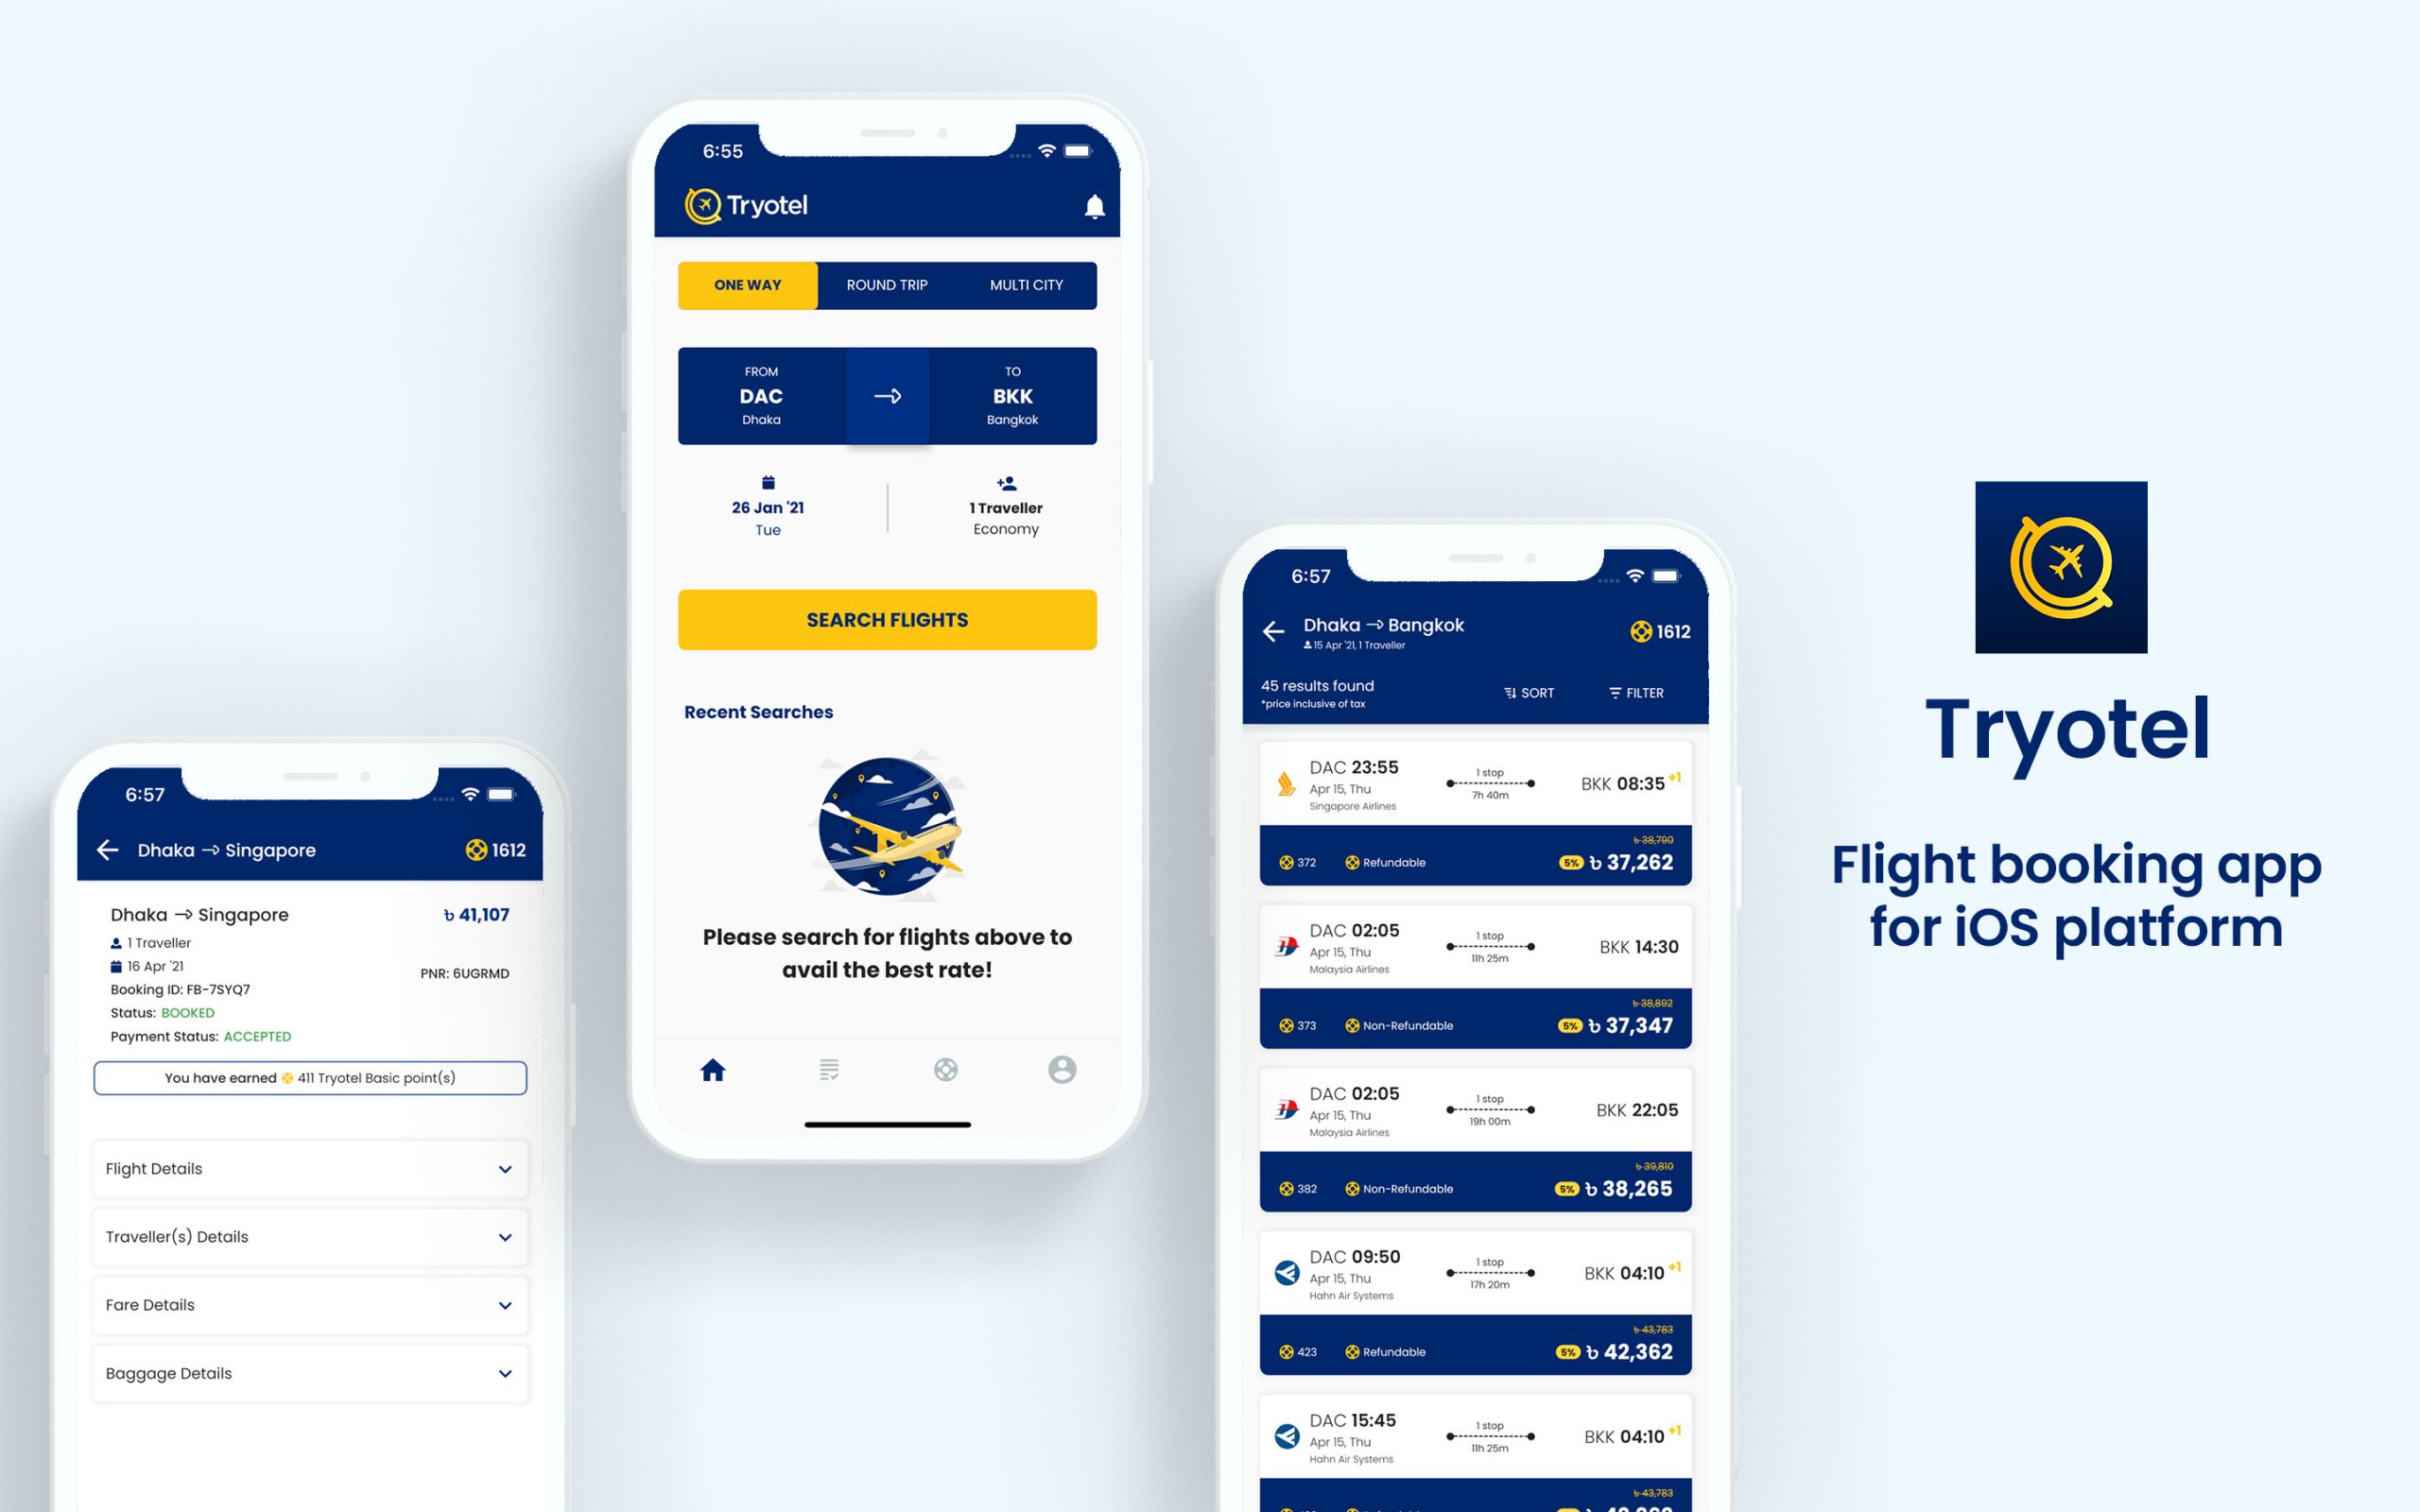 6:57
Dhaka Singapore
1612
Dhaka Singapore
৳ 41,107
1 Traveller
16 Apr '21
PNR: 6UGRMD
Booking ID: FB-7SYQ7
Status: BOOKED
Payment Status: ACCEPTED
You have earned 411 Tryotel Basic point(s)
Flight Details
Traveller(s) Details
Fare Details
Baggage Details
6:55
Tryotel
ONE WAY ROUND TRIP MULTI CITY
FROM
DAC
Dhaka
TO
BKK
Bangkok
26 Jan '21
Tue
1 Traveller
Economy
SEARCH FLIGHTS
Recent Searches
Please search for flights above to
avail the best rate!
6:57
Dhaka Bangkok
15 Apr '21, 1 Traveller
1612
45 results found
*price inclusive of tax
SORT FILTER
DAC 23:55
Apr 15, Thu
Singapore Airlines
1 stop
7h 40m
BKK 08:35 +1
৳ 38,790
372 Refundable 5% ৳ 37,262
DAC 02:05
Apr 15, Thu
Malaysia Airlines
1 stop
11h 25m
BKK 14:30
৳ 38,892
373 Non-Refundable 5% ৳ 37,347
DAC 02:05
Apr 15, Thu
Malaysia Airlines
1 stop
19h 00m
BKK 22:05
৳ 39,810
382 Non-Refundable 5% ৳ 38,265
DAC 09:50
Apr 15, Thu
Hahn Air Systems
1 stop
17h 20m
BKK 04:10 +1
৳ 43,783
423 Refundable 5% ৳ 42,362
DAC 15:45
Apr 15, Thu
Hahn Air Systems
1 stop
11h 25m
BKK 04:10 +1
৳ 43,783
Tryotel
Flight booking app
for iOS platform